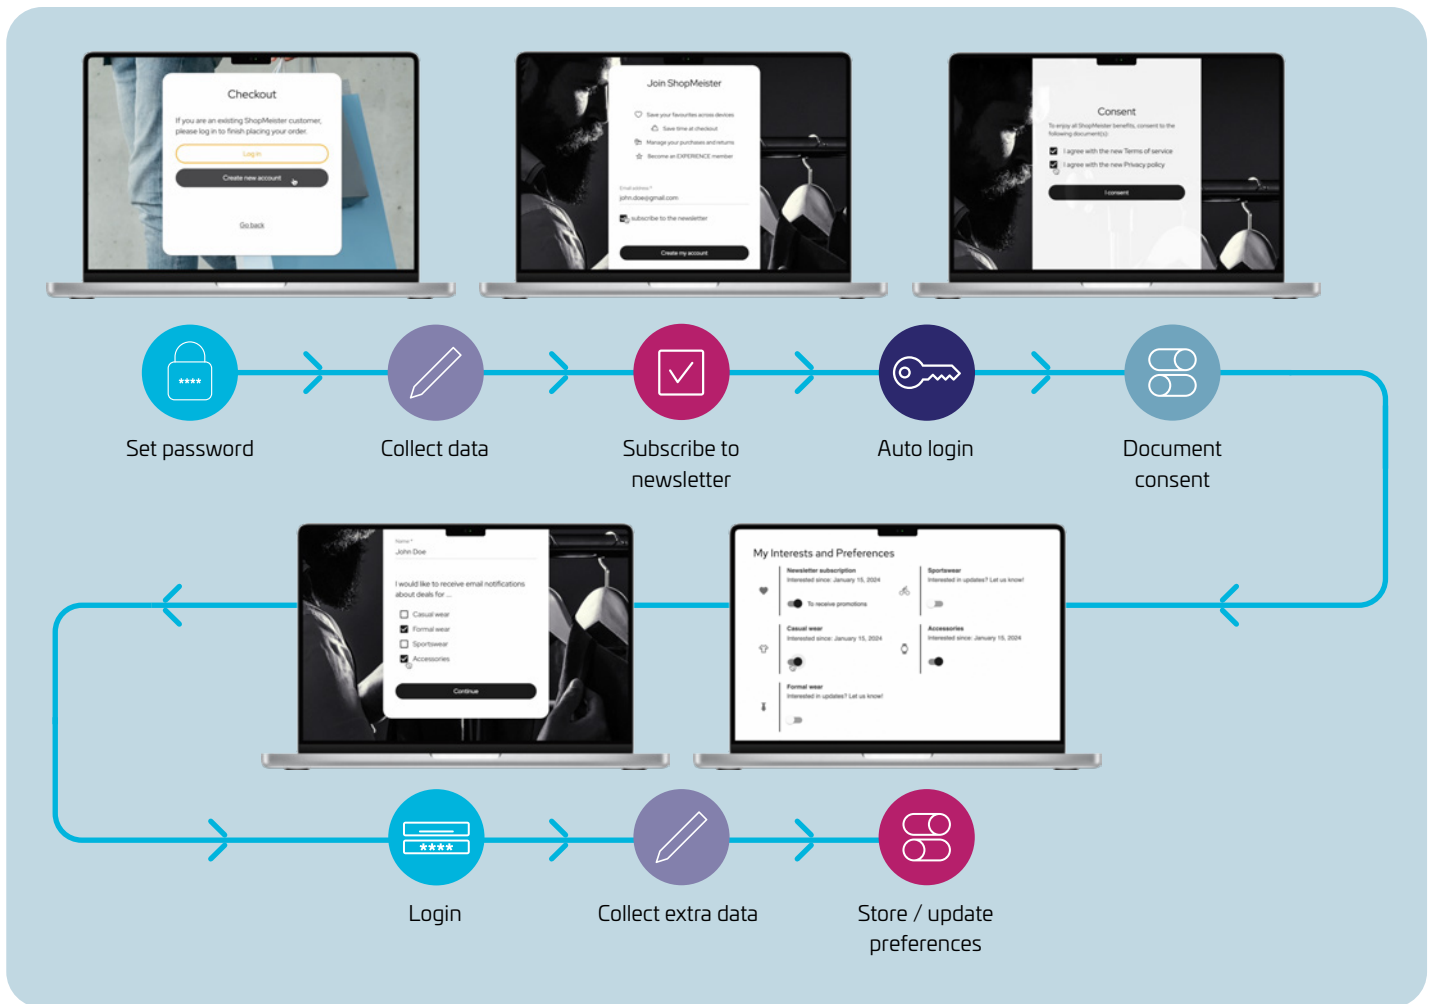 Checkout
If you are an existing ShopMeister customer,
please log in to finish placing your order.
Log in
Create new account
Go back
Join ShopMeister
Save your favourites across devices
Save time at checkout
Manage your purchases and returns
Become an EXPERIENCE member
Email address *
john.doe@gmail.com
subscribe to the newsletter
Create my account
Consent
To enjoy all ShopMeister benefits, consent to the
following document(s):
I agree with the new Terms of service
I agree with the new Privacy policy
I consent
****
Set password
Collect data
Subscribe to
newsletter
Auto login
Document
consent
Name *
John Doe
I would like to receive email notifications
about deals for ...
Casual wear
Formal wear
Sportswear
Accessories
Continue
My Interests and Preferences
Newsletter subscription
Interested since: January 15, 2024
To receive promotions
Sportswear
Interested in updates? Let us know!
Casual wear
Interested since: January 15, 2024
Accessories
Interested since: January 15, 2024
Formal wear
Interested in updates? Let us know!
****
Login
Collect extra data
Store / update
preferences